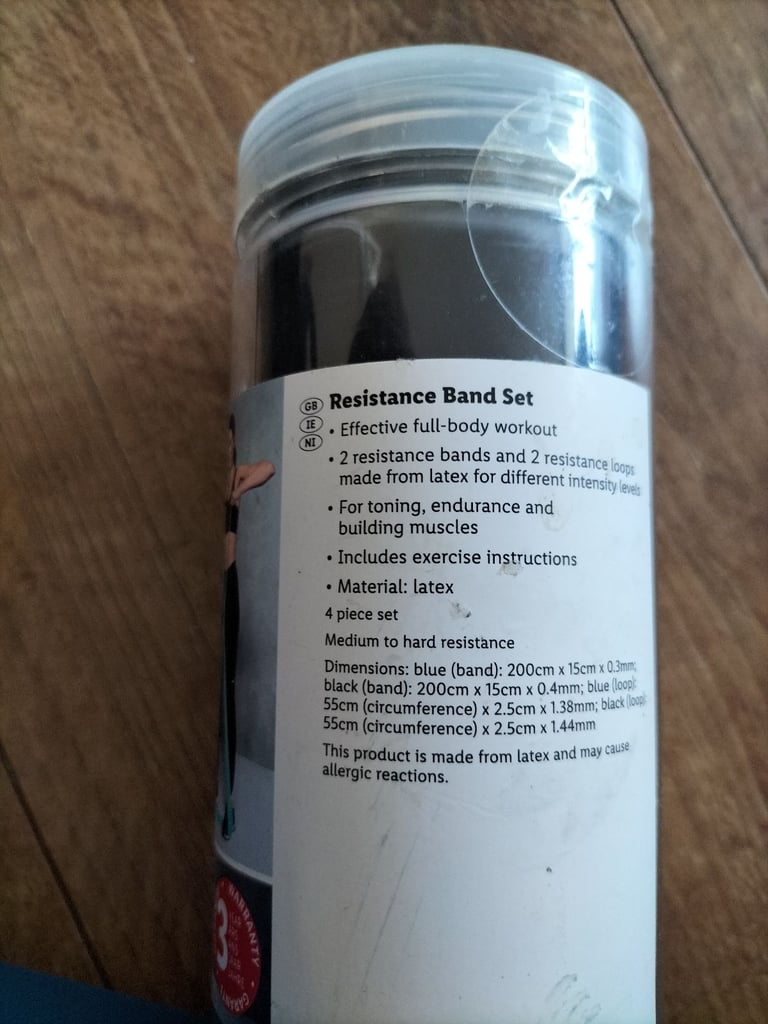 GB
IE
NI
Resistance Band Set
• Effective full-body workout
• 2 resistance bands and 2 resistance loops
made from latex for different intensity levels
• For toning, endurance and
building muscles
• Includes exercise instructions
• Material: latex
4 piece set
Medium to hard resistance
Dimensions: blue (band): 200cm x 15cm x 0.3mm;
black (band): 200cm x 15cm x 0.4mm; blue (loop):
55cm (circumference) x 2.5cm x 1.38mm; black (loop):
55cm (circumference) x 2.5cm x 1.44mm
This product is made from latex and may cause
allergic reactions.
3
WARRANTY